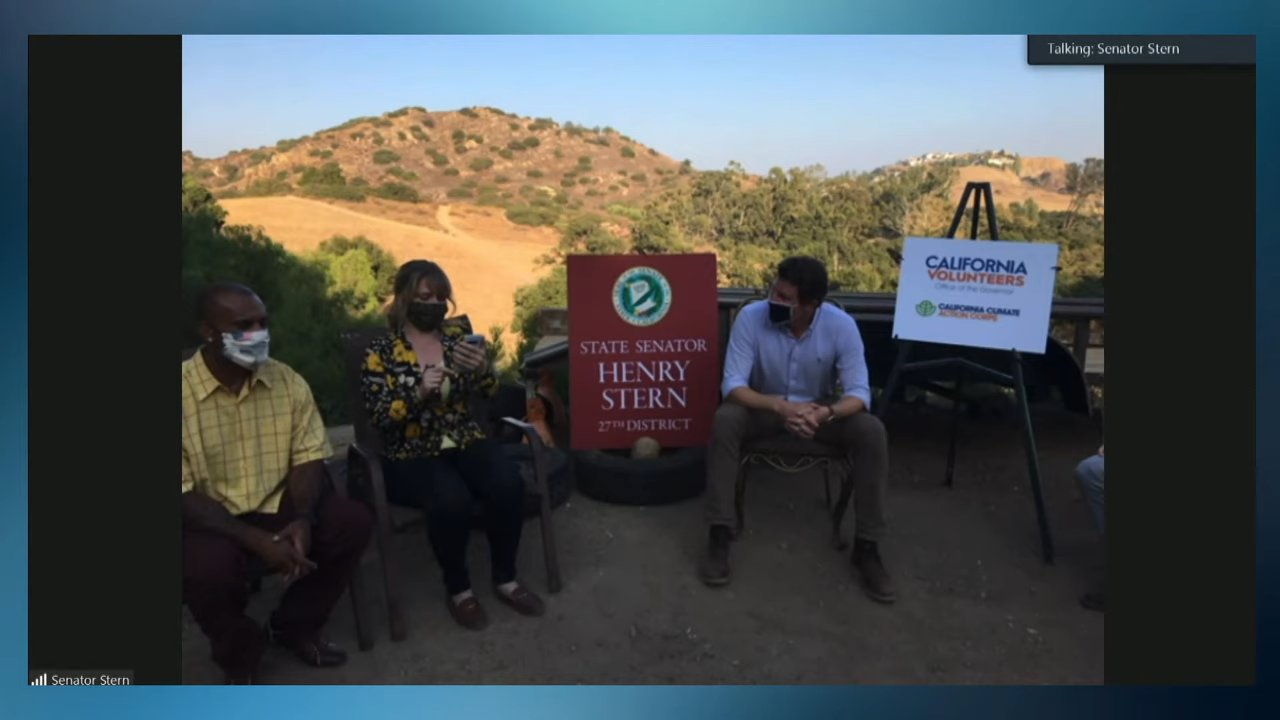 Talking: Senator Stern
STATE SENATOR
HENRY
STERN
27TH DISTRICT
CALIFORNIA
VOLUNTEERS
Office of the Governor
CALIFORNIA CLIMATE
ACTION CORPS
Senator Stern